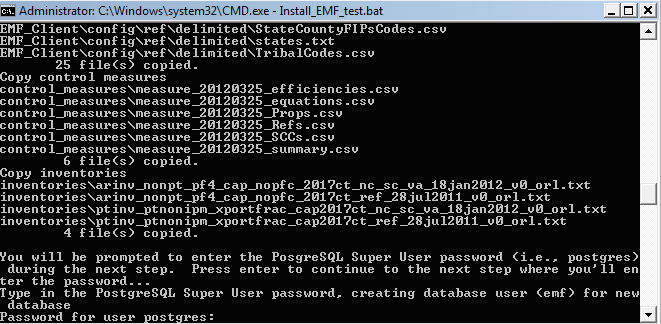 Administrator: C:\Windows\system32\CMD.exe - Install_EMF_test.bat
EMF_Client\config\ref\delimited\StateCountyFIPsCodes.csv
EMF_Client\config\ref\delimited\states.txt
EMF_Client\config\ref\delimited\TribalCodes.csv
25 file(s) copied.
Copy control measures
control_measures\measure_20120325_efficiencies.csv
control_measures\measure_20120325_equations.csv
control_measures\measure_20120325_Props.csv
control_measures\measure_20120325_Refs.csv
control_measures\measure_20120325_SCCs.csv
control_measures\measure_20120325_summary.csv
6 file(s) copied.
Copy inventories
inventories\arinv_nonpt_pf4_cap_nopfc_2017ct_nc_sc_va_18jan2012_v0_orl.txt
inventories\arinv_nonpt_pf4_cap_nopfc_2017ct_ref_28jul2011_v0_orl.txt
inventories\ptinv_ptnonipm_xportfrac_cap2017ct_nc_sc_va_18jan2012_v0_orl.txt
inventories\ptinv_ptnonipm_xportfrac_cap2017ct_ref_28jul2011_v0_orl.txt
4 file(s) copied.
You will be prompted to enter the PosgreSQL Super User password (i.e., postgres)
during the next step.  Press enter to continue to the next step where you'll en
ter the password...
Type in the PostgreSQL Super User password, creating database user (emf) for new
database
Password for user postgres: